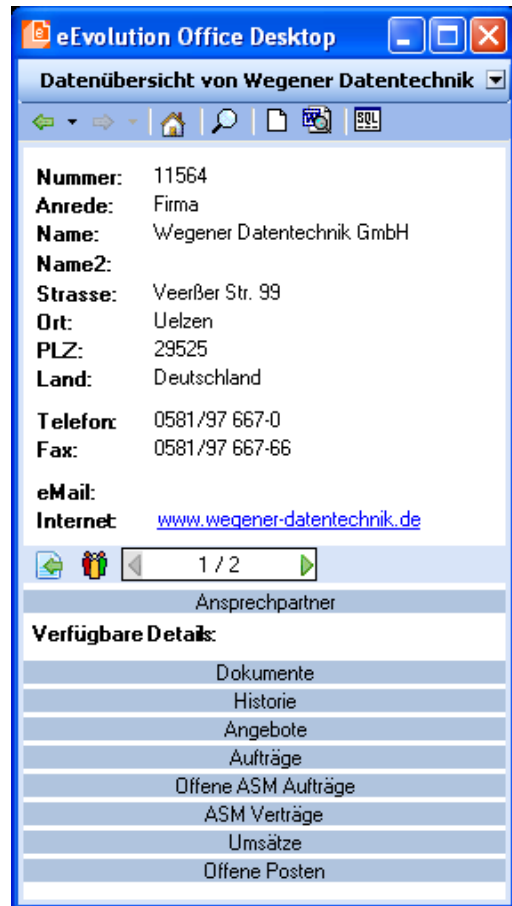 eEvolution Office Desktop
Datenübersicht von Wegener Datentechnik
SQL
Nummer: 11564
Anrede: Firma
Name: Wegener Datentechnik GmbH
Name2:
Strasse: Veerßer Str. 99
Ort: Uelzen
PLZ: 29525
Land: Deutschland
Telefon: 0581/97 667-0
Fax: 0581/97 667-66
eMail:
Internet: www.wegener-datentechnik.de
1 / 2
Ansprechpartner
Verfügbare Details:
Dokumente
Historie
Angebote
Aufträge
Offene ASM Aufträge
ASM Verträge
Umsätze
Offene Posten